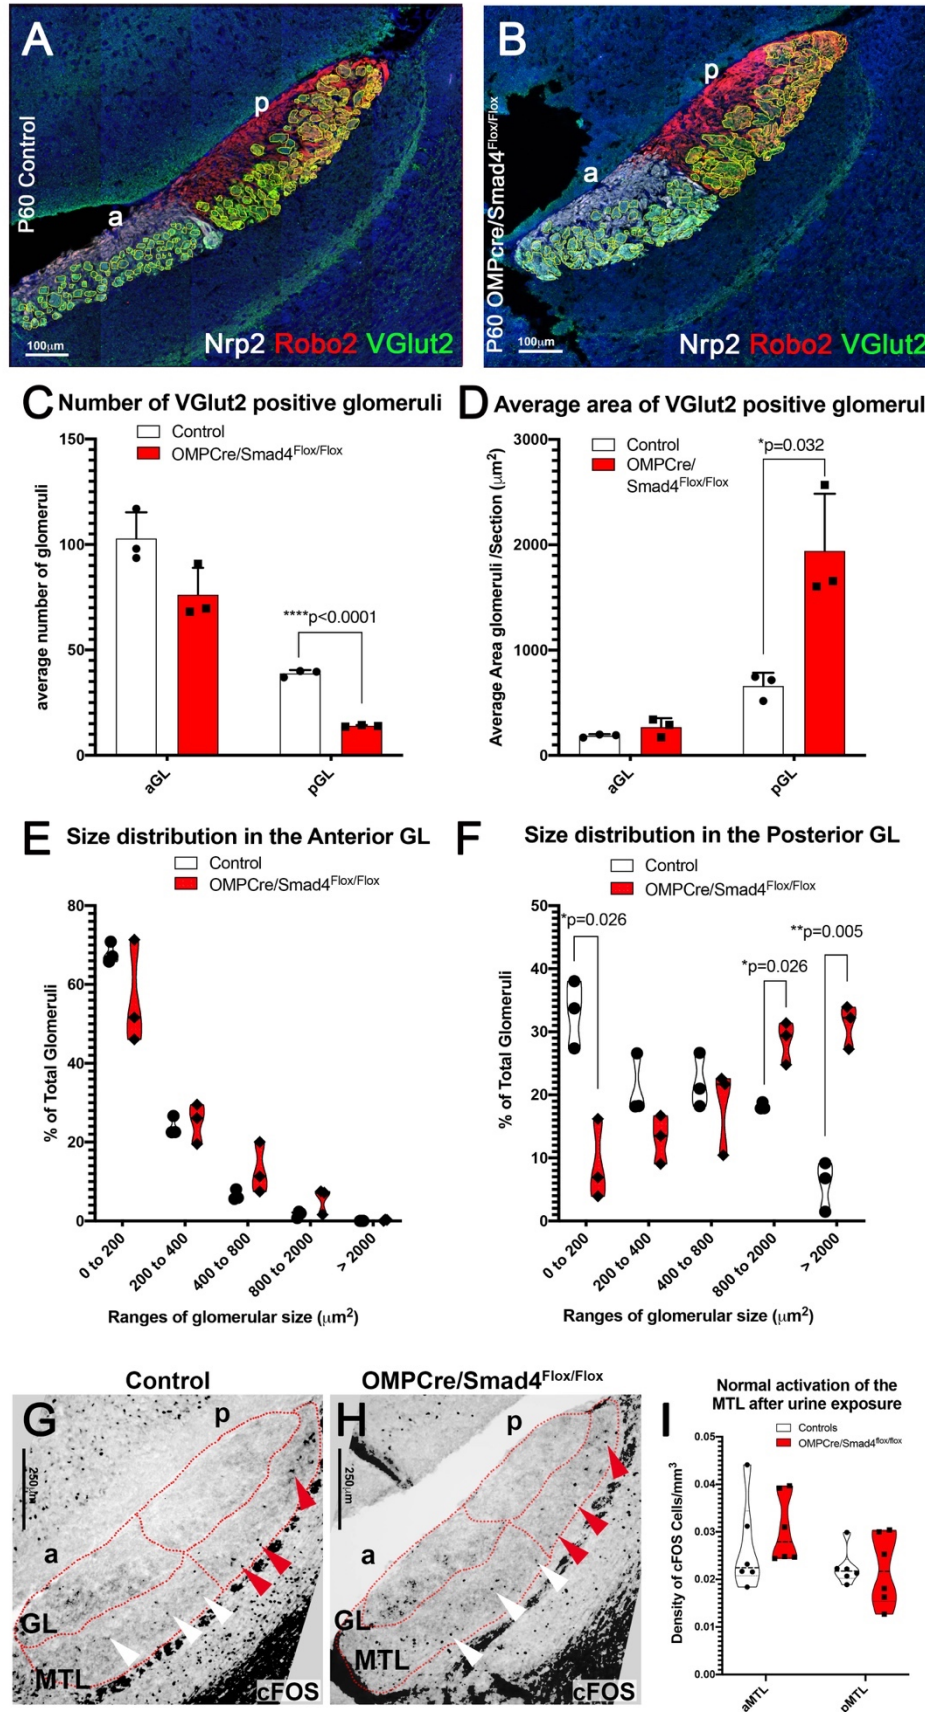 A
B
P60 Control
p
a
Nrp2 Robo2 VGlut2
100μm
P60 OMPcre/Smad4Flox/Flox
p
a
Nrp2 Robo2 VGlut2
100μm
C Number of VGlut2 positive glomeruli
Control
OMPCre/Smad4Flox/Flox
average number of glomeruli
150
100
50
0
****p<0.0001
aGL
pGL
D Average area of VGlut2 positive glomerul
Control
OMPCre/
Smad4Flox/Flox
Average Area glomeruli /Section (μm2)
3000
2000
1000
0
*p=0.032
aGL
pGL
E Size distribution in the Anterior GL
Control
OMPCre/Smad4Flox/Flox
% of Total Glomeruli
80
60
40
20
0
0 to 200
200 to 400
400 to 800
800 to 2000
> 2000
Ranges of glomerular size (μm2)
F Size distribution in the Posterior GL
Control
OMPCre/Smad4Flox/Flox
% of Total Glomeruli
50
40
30
20
10
0
*p=0.026
*p=0.026
**p=0.005
0 to 200
200 to 400
400 to 800
800 to 2000
> 2000
Ranges of glomerular size (μm2)
Control
G
p
250μm
a
GL
MTL
cFOS
OMPCre/Smad4Flox/Flox
H
p
250μm
a
GL
MTL
cFOS
I
Normal activation of the
MTL after urine exposure
Controls
OMPCre/Smad4flox/flox
Density of cFOS Cells/mm3
0.05
0.04
0.03
0.02
0.01
0.00
aMTL
pMTL